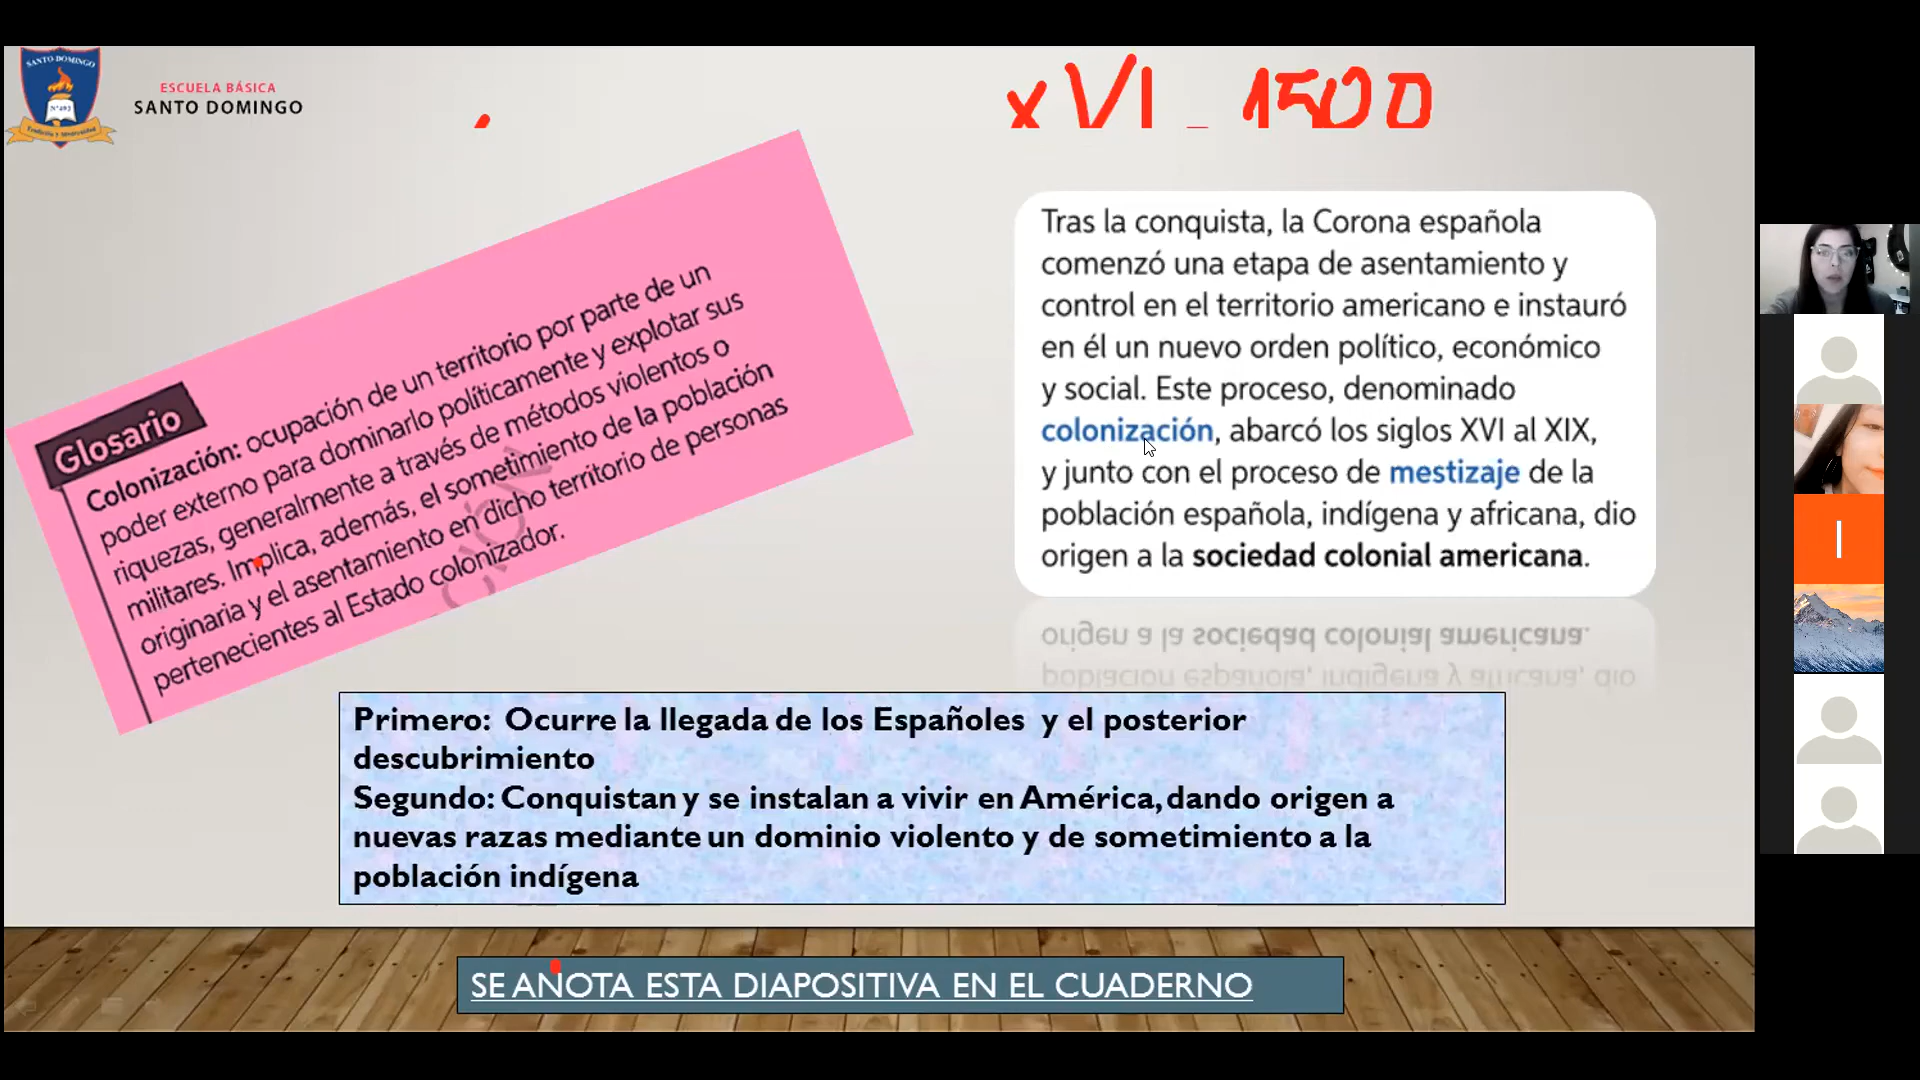 SANTO DOMINGO
Nº492
ESCUELA BÁSICA
SANTO DOMINGO
XVI - 1500
Glosario
Colonización: ocupación de un territorio por parte de un
poder externo para dominarlo políticamente y explotar sus
riquezas, generalmente a través de métodos violentos o
militares. Implica, además, el sometimiento de la población
originaria y el asentamiento en dicho territorio de personas
pertenecientes al Estado colonizador.
Tras la conquista, la Corona española
comenzó una etapa de asentamiento y
control en el territorio americano e instauró
en él un nuevo orden político, económico
y social. Este proceso, denominado
colonización, abarcó los siglos XVI al XIX,
y junto con el proceso de mestizaje de la
población española, indígena y africana, dio
origen a la sociedad colonial americana.
Primero: Ocurre la llegada de los Españoles y el posterior
descubrimiento
Segundo: Conquistan y se instalan a vivir en América, dando origen a
nuevas razas mediante un dominio violento y de sometimiento a la
población indígena
SE ANOTA ESTA DIAPOSITIVA EN EL CUADERNO
I